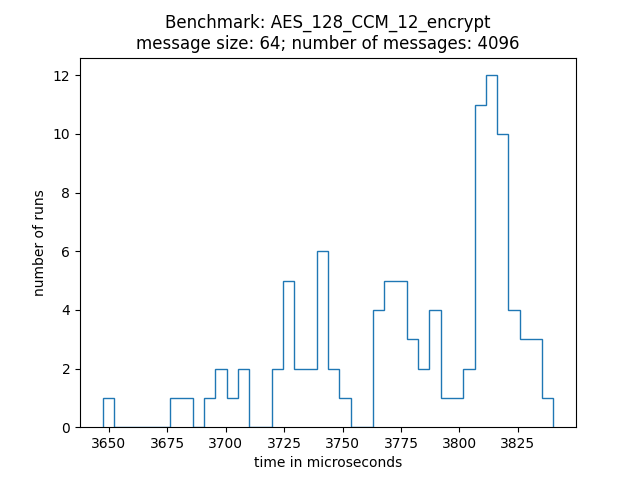 Benchmark: AES_128_CCM_12_encrypt
message size: 64; number of messages: 4096
12
10
8
6
4
2
0
number of runs
3650 3675 3700 3725 3750 3775 3800 3825
time in microseconds